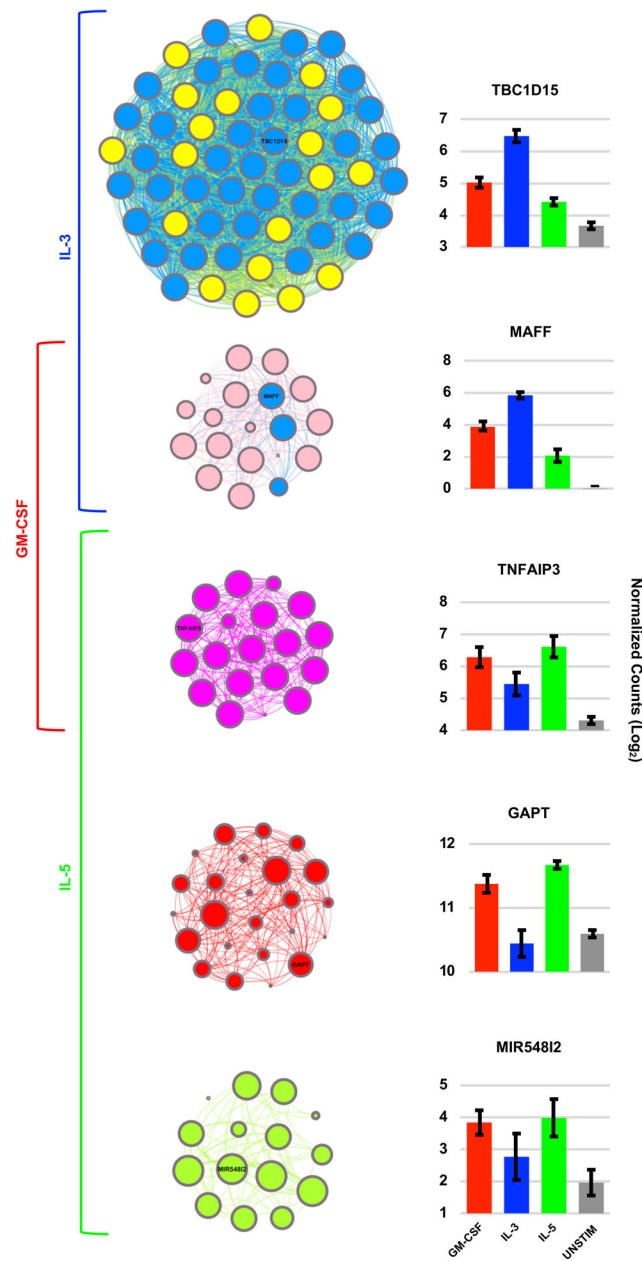 IL-3
GM-CSF
IL-5
TBC1D15
TBC1D15
7
6
5
4
3
MAFF
MAFF
8
6
4
2
0
TNFAIP3
TNFAIP3
8
7
6
5
4
Normalized Counts (Log₂)
GAPT
GAPT
12
11
10
MIR548I2
MIR548I2
5
4
3
2
1
GM-CSF
IL-3
IL-5
UNSTIM